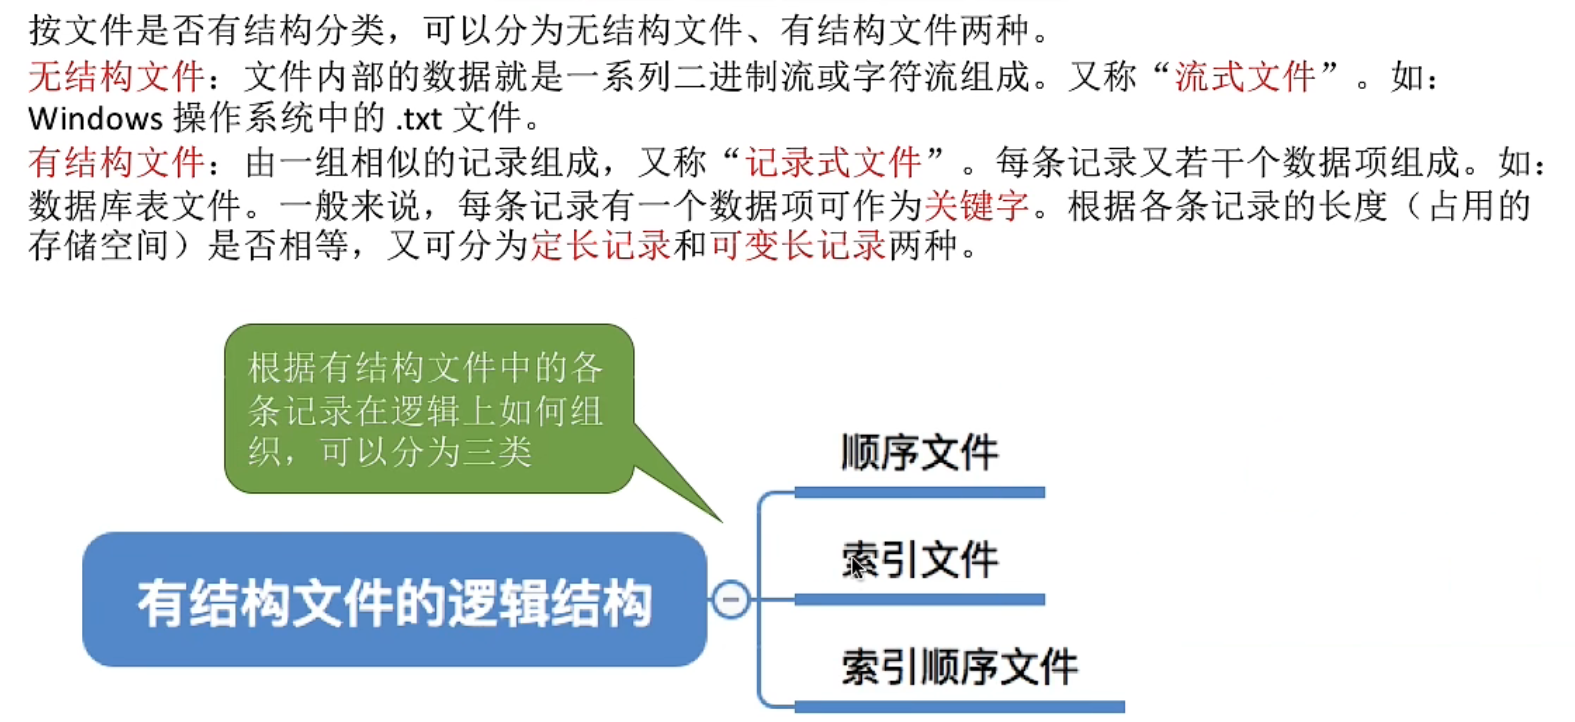 按文件是否有结构分类，可以分为无结构文件、有结构文件两种。
无结构文件：文件内部的数据就是一系列二进制流或字符流组成。又称“流式文件”。如：
Windows 操作系统中的 .txt 文件。
有结构文件：由一组相似的记录组成，又称“记录式文件”。每条记录又若干个数据项组成。如：
数据库表文件。一般来说，每条记录有一个数据项可作为关键字。根据各条记录的长度（占用的
存储空间）是否相等，又可分为定长记录和可变长记录两种。
根据有结构文件中的各
条记录在逻辑上如何组
织，可以分为三类
有结构文件的逻辑结构
顺序文件
索引文件
索引顺序文件